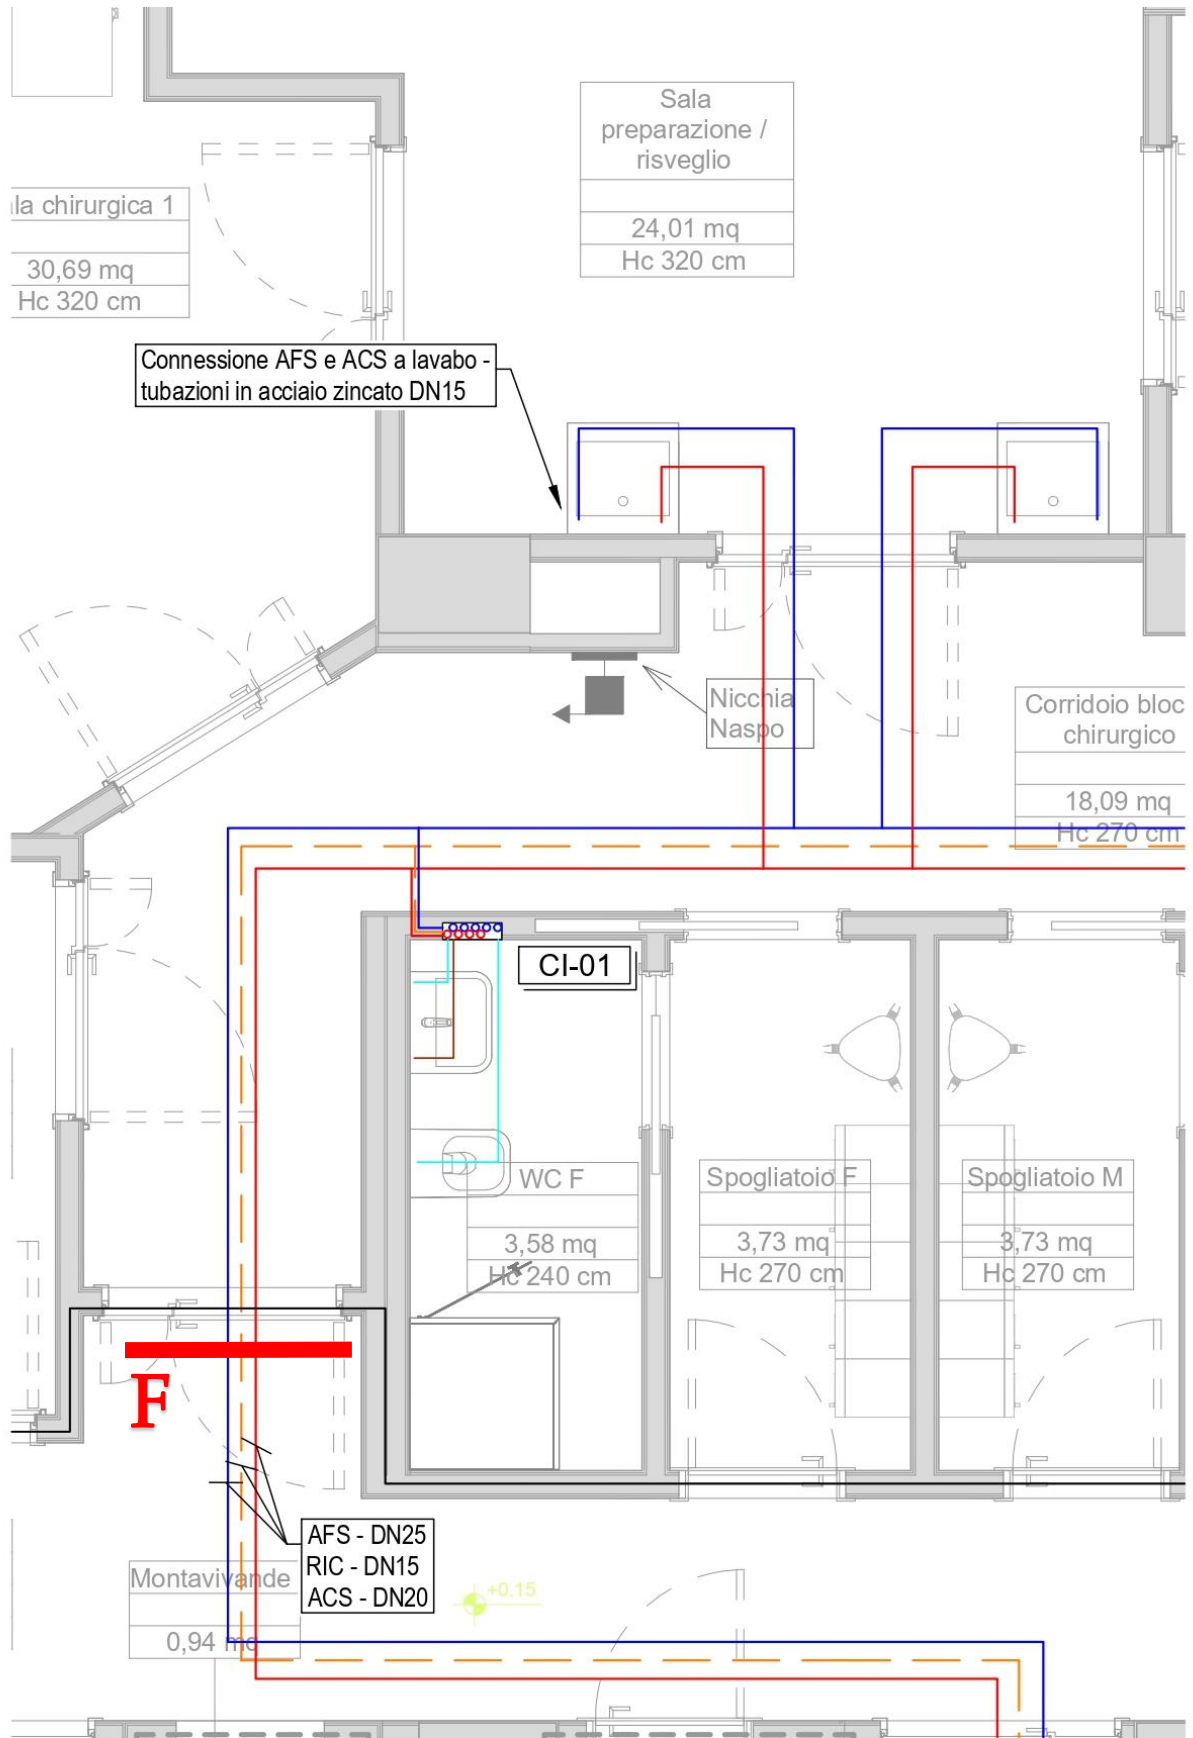 Sala
preparazione /
risveglio
24,01 mq
Hc 320 cm
la chirurgica 1
30,69 mq
Hc 320 cm
Connessione AFS e ACS a lavabo -
tubazioni in acciaio zincato DN15
Nicchia
Naspo
Corridoio bloc
chirurgico
18,09 mq
Hc 270 cm
CI-01
WC F
3,58 mq
Hc 240 cm
Spogliatoio F
3,73 mq
Hc 270 cm
Spogliatoio M
3,73 mq
Hc 270 cm
F
AFS - DN25
RIC - DN15
ACS - DN20
Montavivande
0,94 mq
+0.15